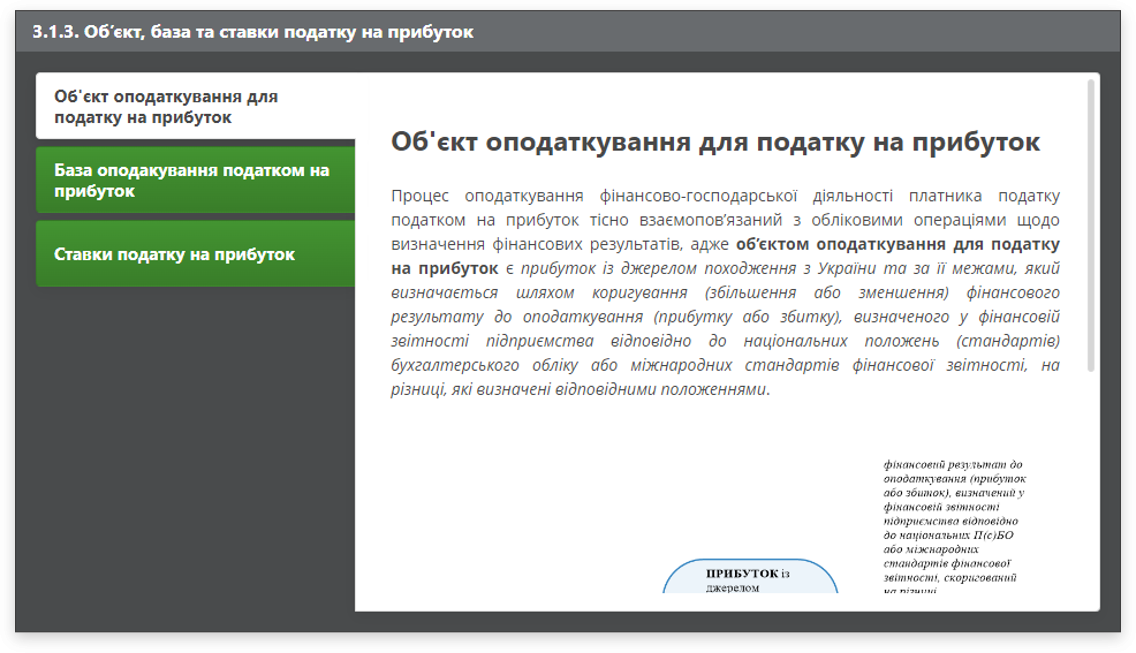 3.1.3. Об’єкт, база та ставки податку на прибуток
Об'єкт оподаткування для
податку на прибуток
База оподакування податком на
прибуток
Ставки податку на прибуток
Об'єкт оподаткування для податку на прибуток
Процес оподаткування фінансово-господарської діяльності платника податку
податком на прибуток тісно взаємопов’язаний з обліковими операціями щодо
визначення фінансових результатів, адже об’єктом оподаткування для податку
на прибуток є прибуток із джерелом походження з України та за її межами, який
визначається шляхом коригування (збільшення або зменшення) фінансового
результату до оподаткування (прибутку або збитку), визначеного у фінансовій
звітності підприємства відповідно до національних положень (стандартів)
бухгалтерського обліку або міжнародних стандартів фінансової звітності, на
різниці, які визначені відповідними положеннями.
фінансовий результат до
оподаткування (прибуток
або збиток), визначений у
фінансовій звітності
підприємства відповідно
до національних П(с)БО
або міжнародних
стандартів фінансової
звітності, скоригований
на різниці
ПРИБУТОК із
джерелом